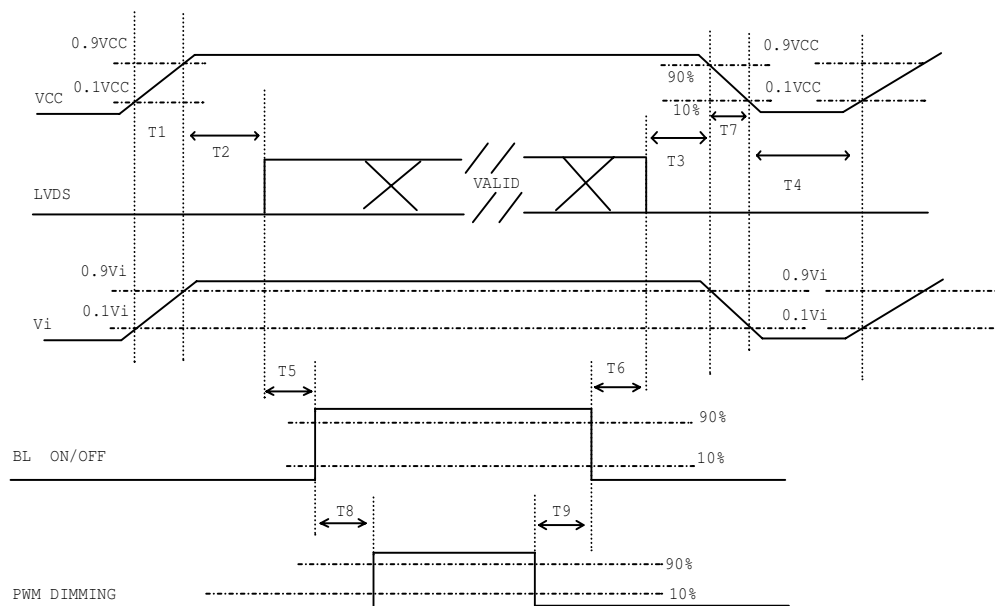 0.9VCC 0.9VCC
90%
0.1VCC 0.1VCC
VCC
10%
T1 T2 T3 T7 T4
LVDS VALID
0.9Vi 0.9Vi
0.1Vi 0.1Vi
Vi
T5 T6
90%
BL ON/OFF 10%
T8 T9
90%
PWM DIMMING 10%